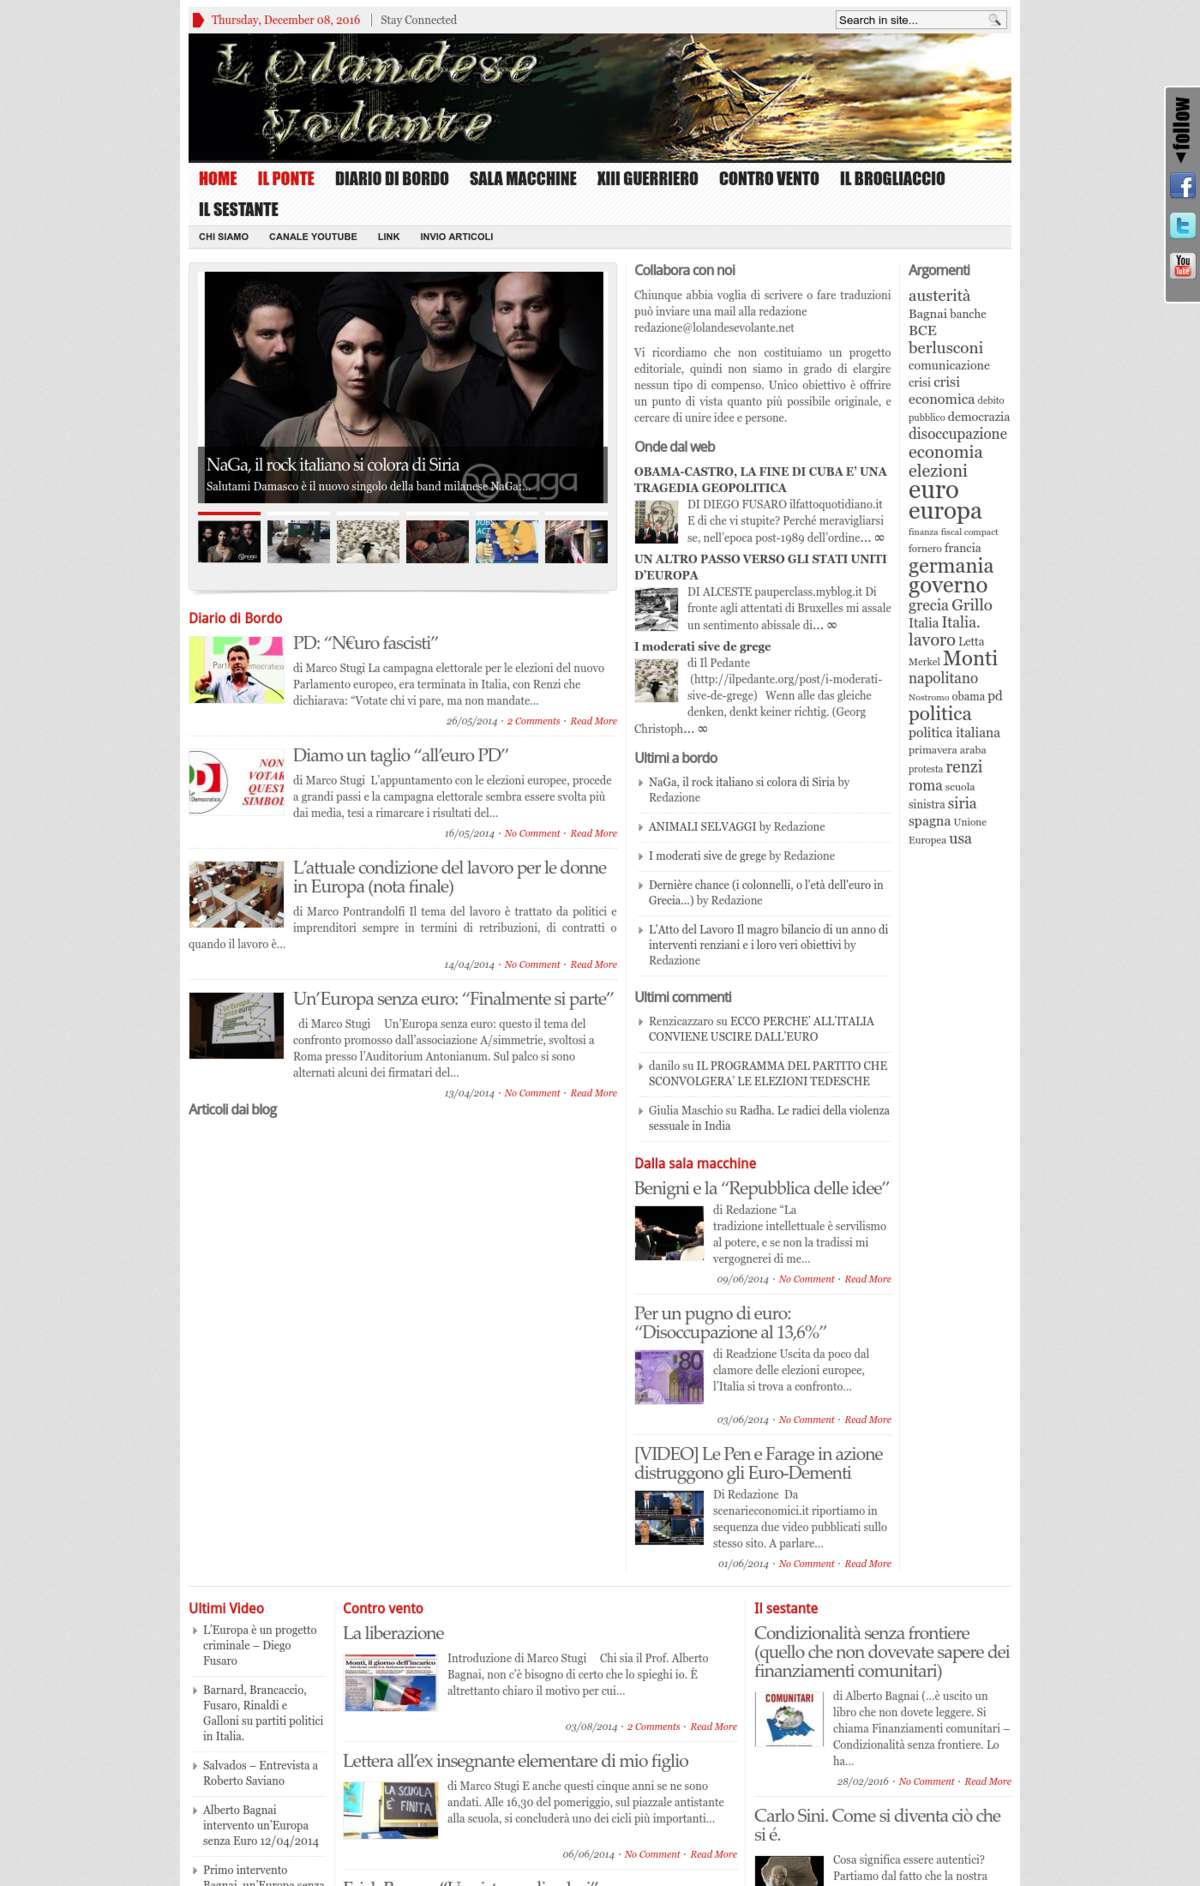 Thursday, December 08, 2016
Stay Connected
Search in site...
L'Olandese
Volante
follow
HOME
IL PONTE
DIARIO DI BORDO
SALA MACCHINE
XIII GUERRIERO
CONTRO VENTO
IL BROGLIACCIO
IL SESTANTE
CHI SIAMO
CANALE YOUTUBE
LINK
INVIO ARTICOLI
NaGa, il rock italiano si colora di Siria
Salutami Damasco è il nuovo singolo della band milanese NaGa:...
naga
Diario di Bordo
PD: “N€uro fascisti”
di Marco Stugi La campagna elettorale per le elezioni del nuovo
Parlamento europeo, era terminata in Italia, con Renzi che
dichiarava: “Votate chi vi pare, ma non mandate...
26/05/2014 · 2 Comments · Read More
NON
VOTAR
QUEST
SIMBOL
Diamo un taglio “all’euro PD”
di Marco Stugi  L’appuntamento con le elezioni europee, procede
a grandi passi e la campagna elettorale sembra essere svolta più
dai media, tesi a rimarcare i risultati del...
16/05/2014 · No Comment · Read More
L’attuale condizione del lavoro per le donne
in Europa (nota finale)
di Marco Pontrandolfi Il tema del lavoro è trattato da politici e
imprenditori sempre in termini di retribuzioni, di contratti o
quando il lavoro è...
14/04/2014 · No Comment · Read More
Un’Europa senza euro: “Finalmente si parte”
di Marco Stugi     Un’Europa senza euro: questo il tema del
confronto promosso dall’associazione A/simmetrie, svoltosi a
Roma presso l’Auditorium Antonianum. Sul palco si sono
alternati alcuni dei firmatari del...
13/04/2014 · No Comment · Read More
Articoli dai blog
Collabora con noi
Chiunque abbia voglia di scrivere o fare traduzioni
può inviare una mail alla redazione
redazione@lolandesevolante.net
Vi ricordiamo che non costituiamo un progetto
editoriale, quindi non siamo in grado di elargire
nessun tipo di compenso. Unico obiettivo è offrire
un punto di vista quanto più possibile originale, e
cercare di unire idee e persone.
Onde dal web
OBAMA-CASTRO, LA FINE DI CUBA E’ UNA
TRAGEDIA GEOPOLITICA
DI DIEGO FUSARO ilfattoquotidiano.it
E di che vi stupite? Perché meravigliarsi
se, nell’epoca post-1989 dell’ordine... ∞
UN ALTRO PASSO VERSO GLI STATI UNITI
D’EUROPA
DI ALCESTE pauperclass.myblog.it Di
fronte agli attentati di Bruxelles mi assale
un sentimento abissale di... ∞
I moderati sive de grege
di Il Pedante
(http://ilpedante.org/post/i-moderati-
sive-de-grege)   Wenn alle das gleiche
denken, denkt keiner richtig. (Georg
Christoph... ∞
Ultimi a bordo
NaGa, il rock italiano si colora di Siria by
Redazione
ANIMALI SELVAGGI by Redazione
I moderati sive de grege by Redazione
Dernière chance (i colonnelli, o l’età dell’euro in
Grecia...) by Redazione
L’Atto del Lavoro Il magro bilancio di un anno di
interventi renziani e i loro veri obiettivi by
Redazione
Ultimi commenti
Renzicazzaro su ECCO PERCHE’ ALL’ITALIA
CONVIENE USCIRE DALL’EURO
danilo su IL PROGRAMMA DEL PARTITO CHE
SCONVOLGERA’ LE ELEZIONI TEDESCHE
Giulia Maschio su Radha. Le radici della violenza
sessuale in India
Dalla sala macchine
Benigni e la “Repubblica delle idee”
di Redazione “La
tradizione intellettuale è servilismo
al potere, e se non la tradissi mi
vergognerei di me...
09/06/2014 · No Comment · Read More
Per un pugno di euro:
“Disoccupazione al 13,6%”
80
di Readzione Uscita da poco dal
clamore delle elezioni europee,
l’Italia si trova a confronto...
03/06/2014 · No Comment · Read More
[VIDEO] Le Pen e Farage in azione
distruggono gli Euro-Dementi
Di Redazione  Da
scenarieconomici.it riportiamo in
sequenza due video pubblicati sullo
stesso sito. A parlare...
01/06/2014 · No Comment · Read More
Argomenti
austerità
Bagnai banche
BCE
berlusconi
comunicazione
crisi crisi
economica debito
pubblico democrazia
disoccupazione
economia
elezioni
euro
europa
finanza fiscal compact
fornero francia
germania
governo
grecia Grillo
Italia Italia.
lavoro Letta
Merkel Monti
napolitano
Nostromo obama pd
politica
politica italiana
primavera araba
protesta renzi
roma scuola
sinistra siria
spagna Unione
Europea usa
Ultimi Video
L’Europa è un progetto
criminale – Diego
Fusaro
Barnard, Brancaccio,
Fusaro, Rinaldi e
Galloni su partiti politici
in Italia.
Salvados – Entrevista a
Roberto Saviano
Alberto Bagnai
intervento un’Europa
senza Euro 12/04/2014
Primo intervento
Bagnai, un’Europa senza
Contro vento
La liberazione
Monti, il giorno dell'incarico
Introduzione di Marco Stugi     Chi sia il Prof. Alberto
Bagnai, non c’è bisogno di certo che lo spieghi io. È
altrettanto chiaro il motivo per cui...
03/08/2014 · 2 Comments · Read More
Lettera all’ex insegnante elementare di mio figlio
LA SCUOLA
È FINITA
di Marco Stugi E anche questi cinque anni se ne sono
andati. Alle 16,30 del pomeriggio, sul piazzale antistante
alla scuola, si concluderà uno dei cicli più importanti...
06/06/2014 · No Comment · Read More
Il sestante
Condizionalità senza frontiere
(quello che non dovevate sapere dei
finanziamenti comunitari)
COMUNITARI
di Alberto Bagnai (...è uscito un
libro che non dovete leggere. Si
chiama Finanziamenti comunitari –
Condizionalità senza frontiere. Lo
ha...
28/02/2016 · No Comment · Read More
Carlo Sini. Come si diventa ciò che
si é.
Cosa significa essere autentici?
Partiamo dal fatto che la nostra